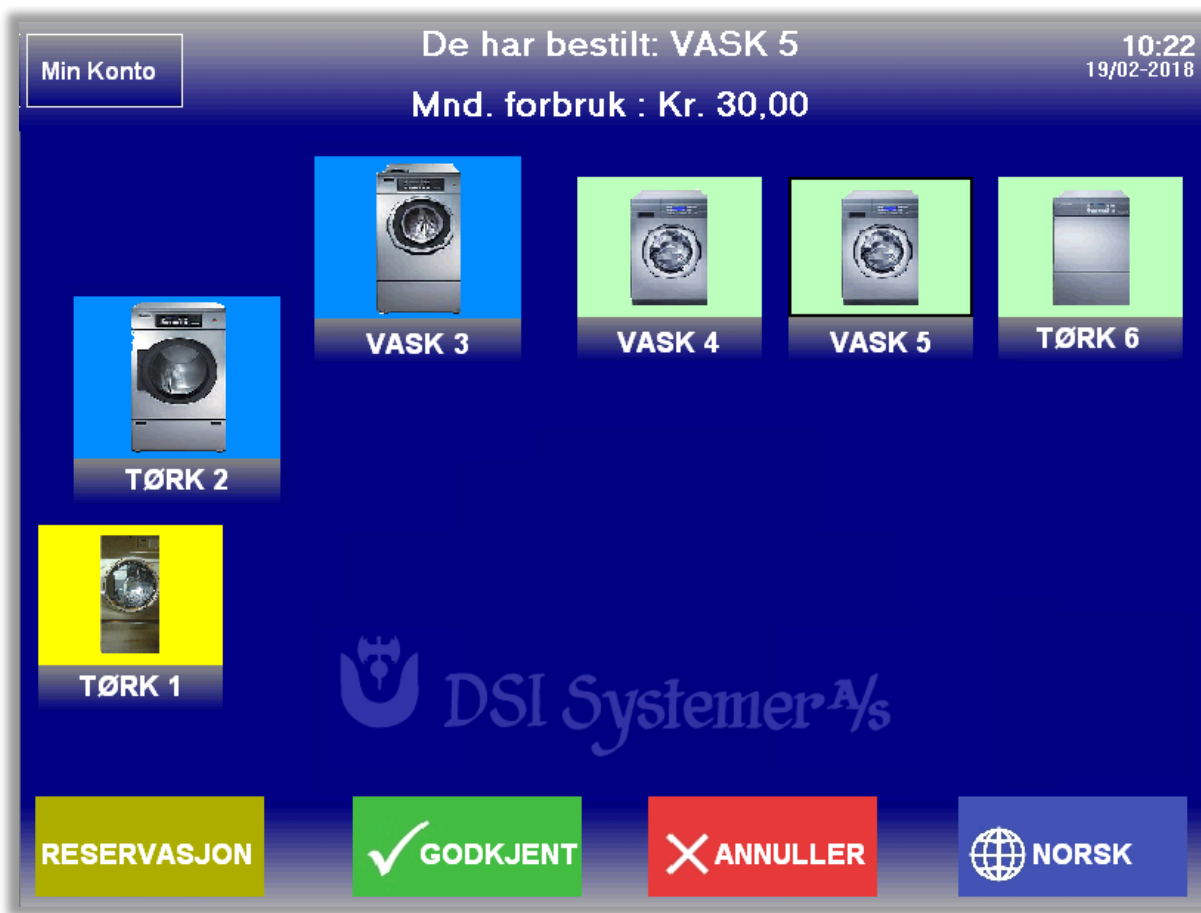 Min Konto
De har bestilt: VASK 5
Mnd. forbruk : Kr. 30,00
10:22
19/02-2018
VASK 3
VASK 4
VASK 5
TØRK 6
TØRK 2
TØRK 1
DSI Systemer A/s
RESERVASJON
GODKJENT
ANNULLER
NORSK